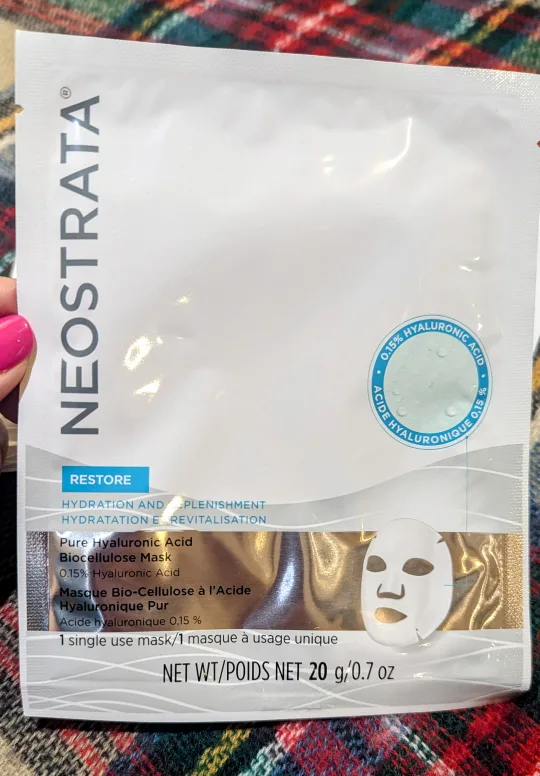 NEOSTRATA®
0.15% HYALURONIC ACID
ACIDE HYALURONIQUE 0,15 %
RESTORE
HYDRATION AND REPLENISHMENT
HYDRATATION ET REVITALISATION
Pure Hyaluronic Acid
Biocellulose Mask
0.15% Hyaluronic Acid
Masque Bio-Cellulose à l'Acide
Hyaluronique Pur
Acide hyaluronique 0,15 %
1 single use mask/1 masque à usage unique
NET WT/POIDS NET 20 g/0.7 oz